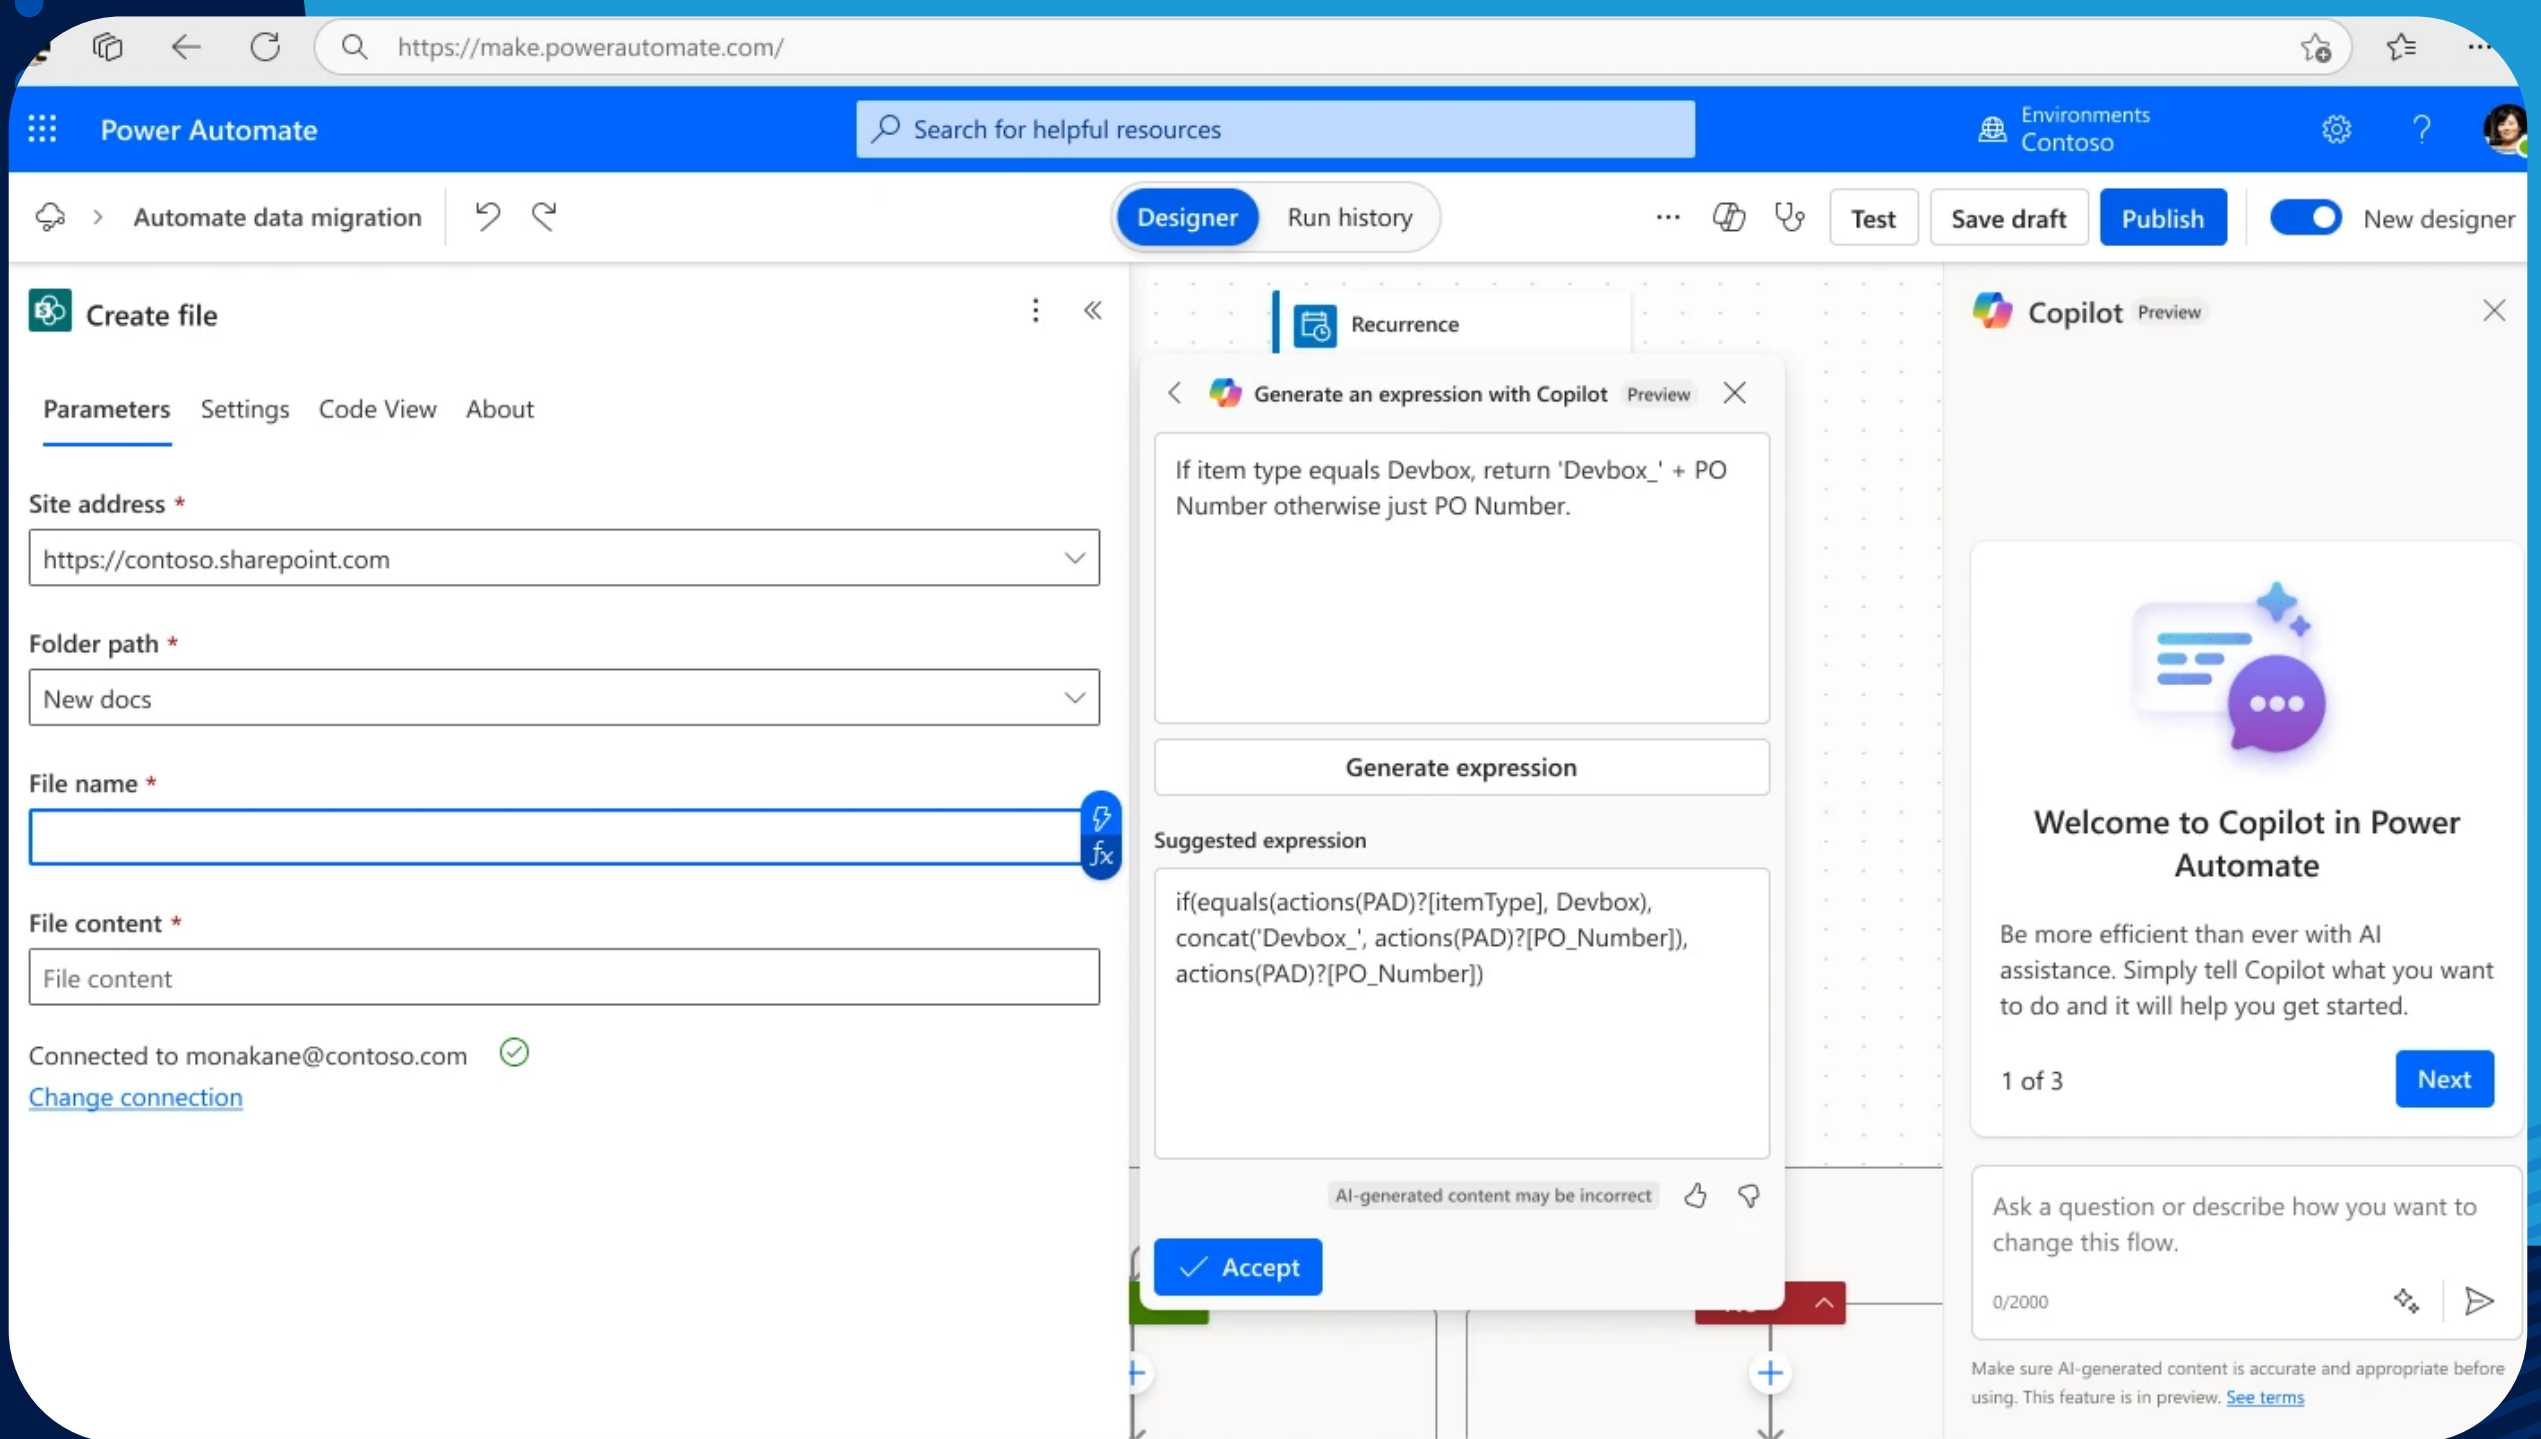 https://make.powerautomate.com/
Power Automate
Search for helpful resources
Environments
Contoso
?
Automate data migration
Designer
Run history
Test
Save draft
Publish
New designer
Create file
Parameters
Settings
Code View
About
Site address *
https://contoso.sharepoint.com
Folder path *
New docs
File name *
fx
File content *
File content
Connected to monakane@contoso.com
Change connection
Recurrence
Generate an expression with Copilot Preview
If item type equals Devbox, return 'Devbox_' + PO
Number otherwise just PO Number.
Generate expression
Suggested expression
if(equals(actions(PAD)?[itemType], Devbox),
concat('Devbox_', actions(PAD)?[PO_Number]),
actions(PAD)?[PO_Number])
AI-generated content may be incorrect
Accept
Copilot Preview
Welcome to Copilot in Power
Automate
Be more efficient than ever with AI
assistance. Simply tell Copilot what you want
to do and it will help you get started.
1 of 3
Next
Ask a question or describe how you want to
change this flow.
0/2000
Make sure AI-generated content is accurate and appropriate before
using. This feature is in preview. See terms